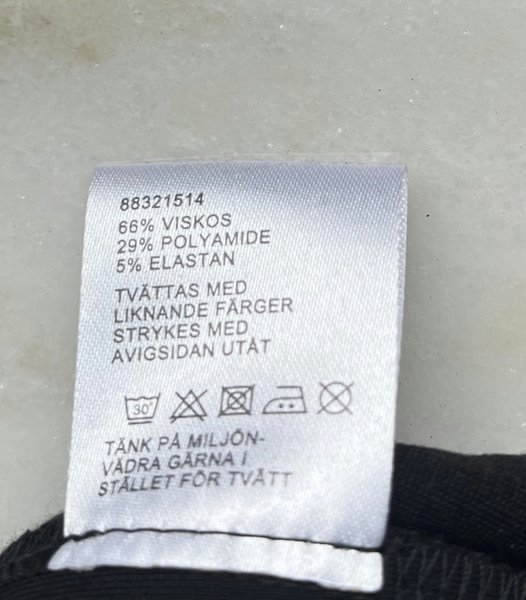 88321514
66% VISKOS
29% POLYAMIDE
5% ELASTAN
TVÄTTAS MED
LIKNANDE FÄRGER
STRYKES MED
AVIGSIDAN UTÅT
30°
TÄNK PÅ MILJÖN-
VÄDRA GÄRNA I
STÄLLET FÖR TVÄTT